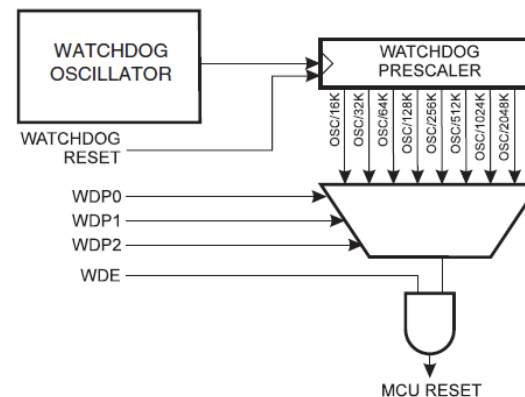 WATCHDOG
OSCILLATOR
WATCHDOG
PRESCALER
WATCHDOG
RESET
OSC/16K
OSC/32K
OSC/64K
OSC/128K
OSC/256K
OSC/512K
OSC/1024K
OSC/2048K
WDP0
WDP1
WDP2
WDE
MCU RESET